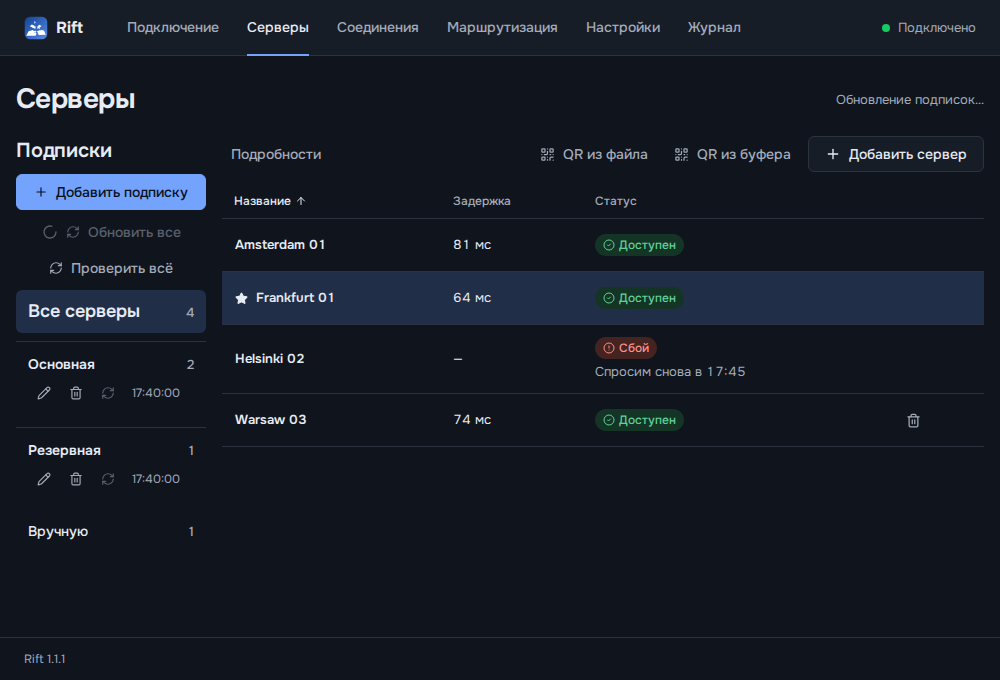 Rift
Подключение
Серверы
Соединения
Маршрутизация
Настройки
Журнал
Подключено
Серверы
Обновление подписок…
Подписки
Добавить подписку
Обновить все
Проверить всё
Все серверы 4
Основная 2
17:40:00
Резервная 1
17:40:00
Вручную 1
Подробности
QR из файла
QR из буфера
Добавить сервер
Название Задержка Статус
Amsterdam 01 81 мс Доступен
Frankfurt 01 64 мс Доступен
Helsinki 02 — Сбой
Спросим снова в 17:45
Warsaw 03 74 мс Доступен
Rift 1.1.1